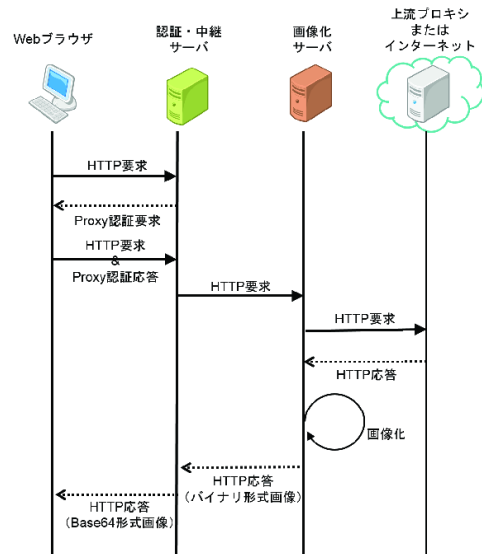 Webブラウザ
認証・中継
サーバ
画像化
サーバ
上流プロキシ
または
インターネット
HTTP要求
Proxy認証要求
HTTP要求
&
Proxy認証応答
HTTP要求
HTTP要求
HTTP応答
画像化
HTTP応答
（バイナリ形式画像）
HTTP応答
（Base64形式画像）